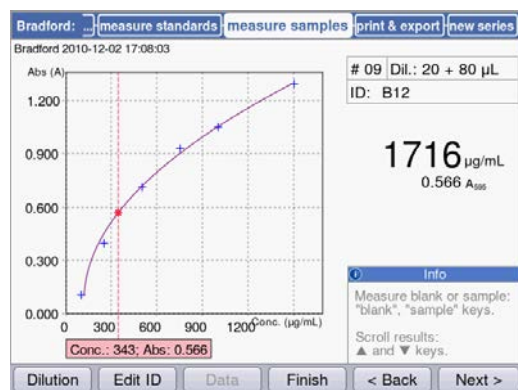 Bradford: ... measure standards measure samples print & export new series
Bradford 2010-12-02 17:08:03
Abs (A)
1.200
0.900
0.600
0.300
0.000
0 300 600 900 1200 Conc. (µg/mL)
Conc.: 343; Abs: 0.566
# 09 Dil.: 20 + 80 µL
ID: B12
1716 µg/mL
0.566 A595
Info
Measure blank or sample:
"blank", "sample" keys.
Scroll results:
▲ and ▼ keys.
Dilution Edit ID Data Finish < Back Next >